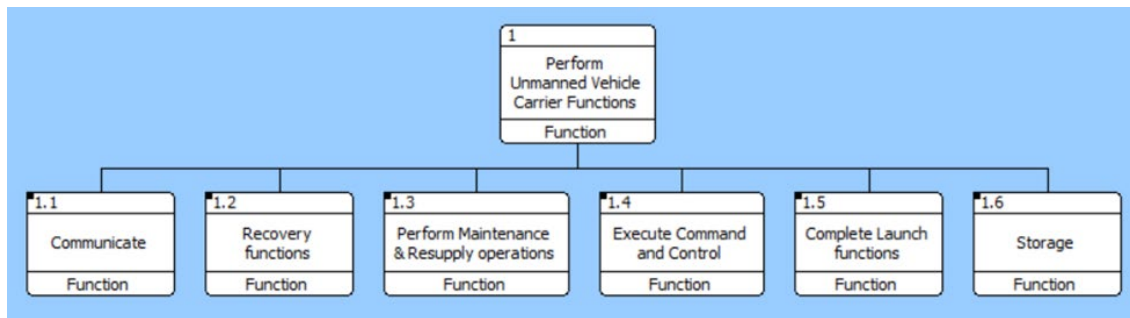 1
Perform
Unmanned Vehicle
Carrier Functions
Function
1.1
Communicate
Function
1.2
Recovery
functions
Function
1.3
Perform Maintenance
& Resupply operations
Function
1.4
Execute Command
and Control
Function
1.5
Complete Launch
functions
Function
1.6
Storage
Function